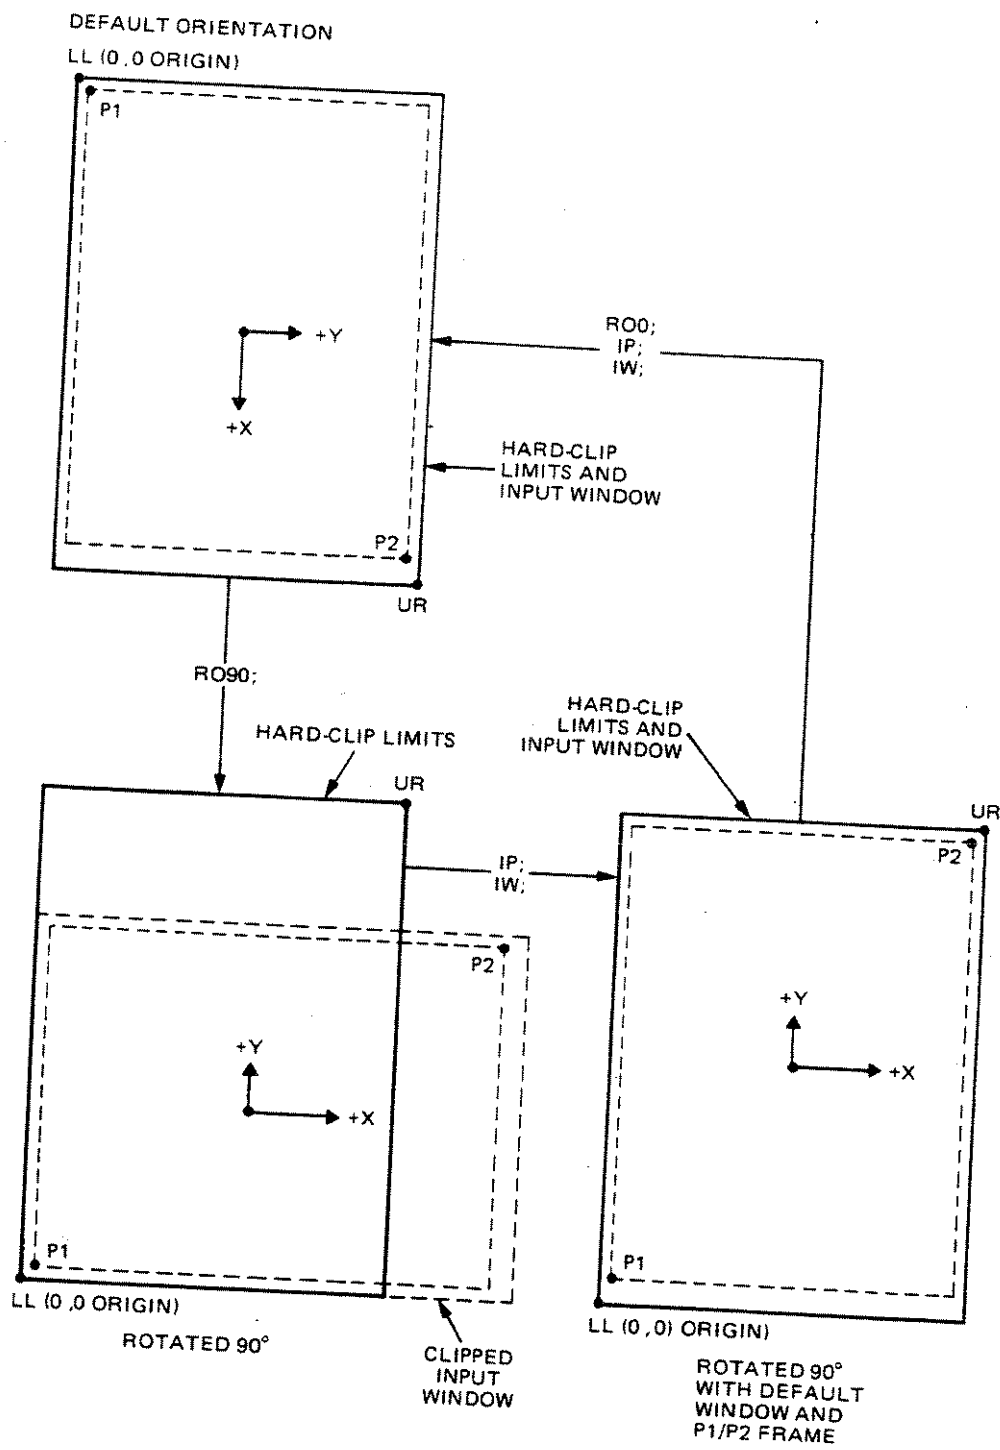 DEFAULT ORIENTATION
LL (0,0 ORIGIN)
P1
+Y
+X
RO0;
IP;
IW;
HARD-CLIP
LIMITS AND
INPUT WINDOW
P2
UR
RO90;
HARD-CLIP LIMITS
HARD-CLIP
LIMITS AND
INPUT WINDOW
UR
UR
P2
IP;
IW;
P2
+Y
+X
+Y
+X
P1
P1
LL (0,0 ORIGIN)
ROTATED 90°
CLIPPED
INPUT
WINDOW
LL (0,0) ORIGIN)
ROTATED 90°
WITH DEFAULT
WINDOW AND
P1/P2 FRAME